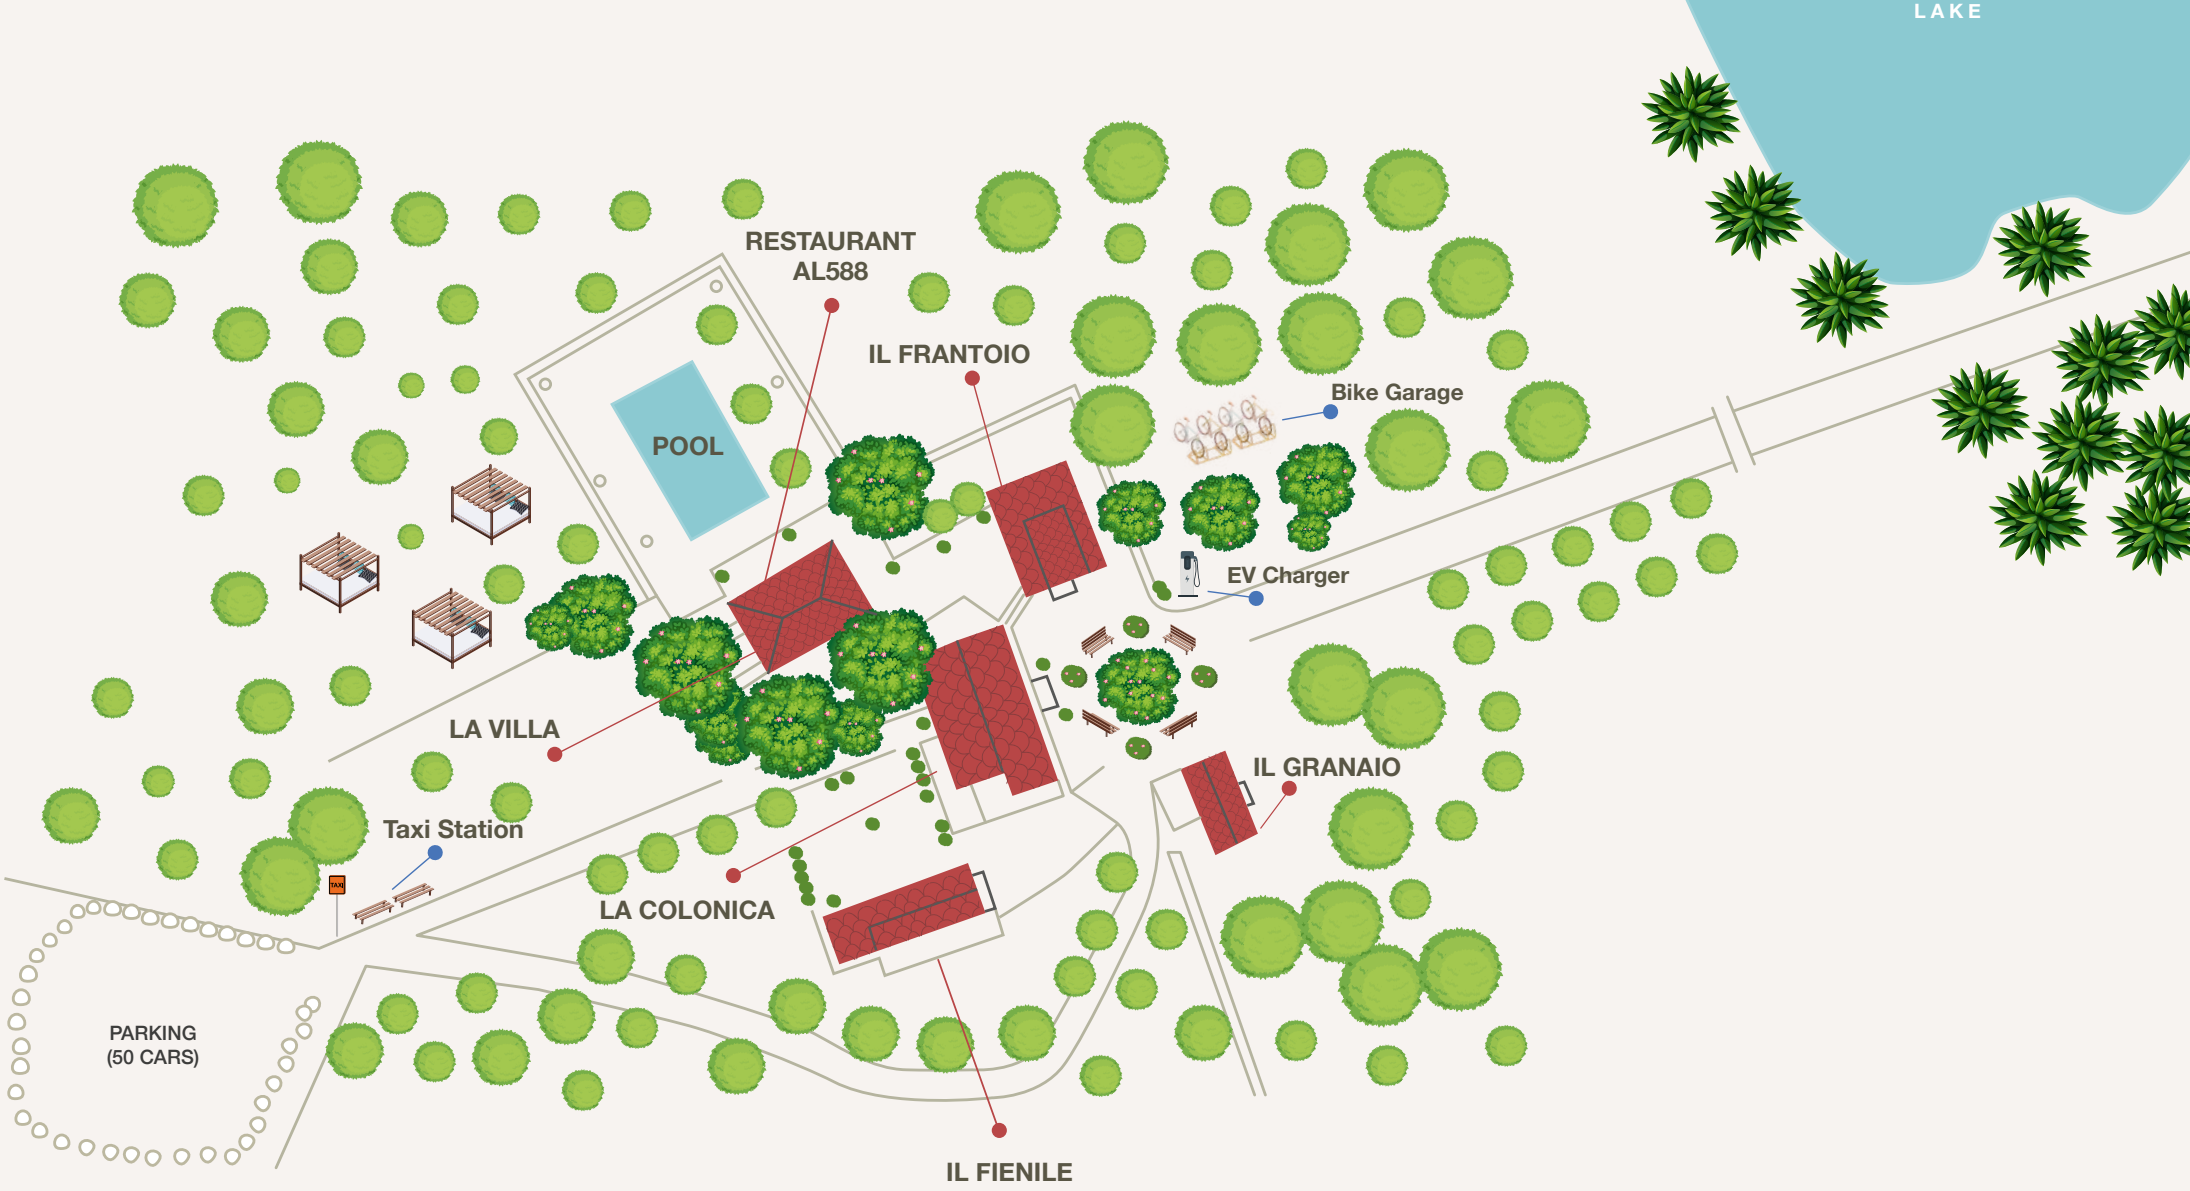 LAKE
RESTAURANT
AL588
IL FRANTOIO
Bike Garage
POOL
EV Charger
LA VILLA
IL GRANAIO
Taxi Station
TAXI
LA COLONICA
PARKING
(50 CARS)
IL FIENILE